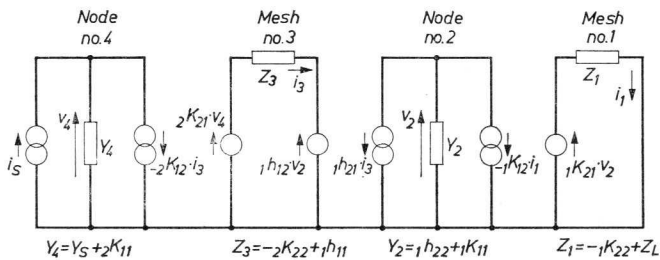 Node no.4
Mesh no.3
Node no.2
Mesh no.1
Z3
i3
Z1
i1
v4
2K21·v4
v2
iS
Y4
-2K12·i3
1h12·v2
1h21·i3
Y2
-1K12·i1
1K21·v2
Y4=YS+2K11
Z3=-2K22+1h11
Y2=1h22+1K11
Z1=-1K22+ZL